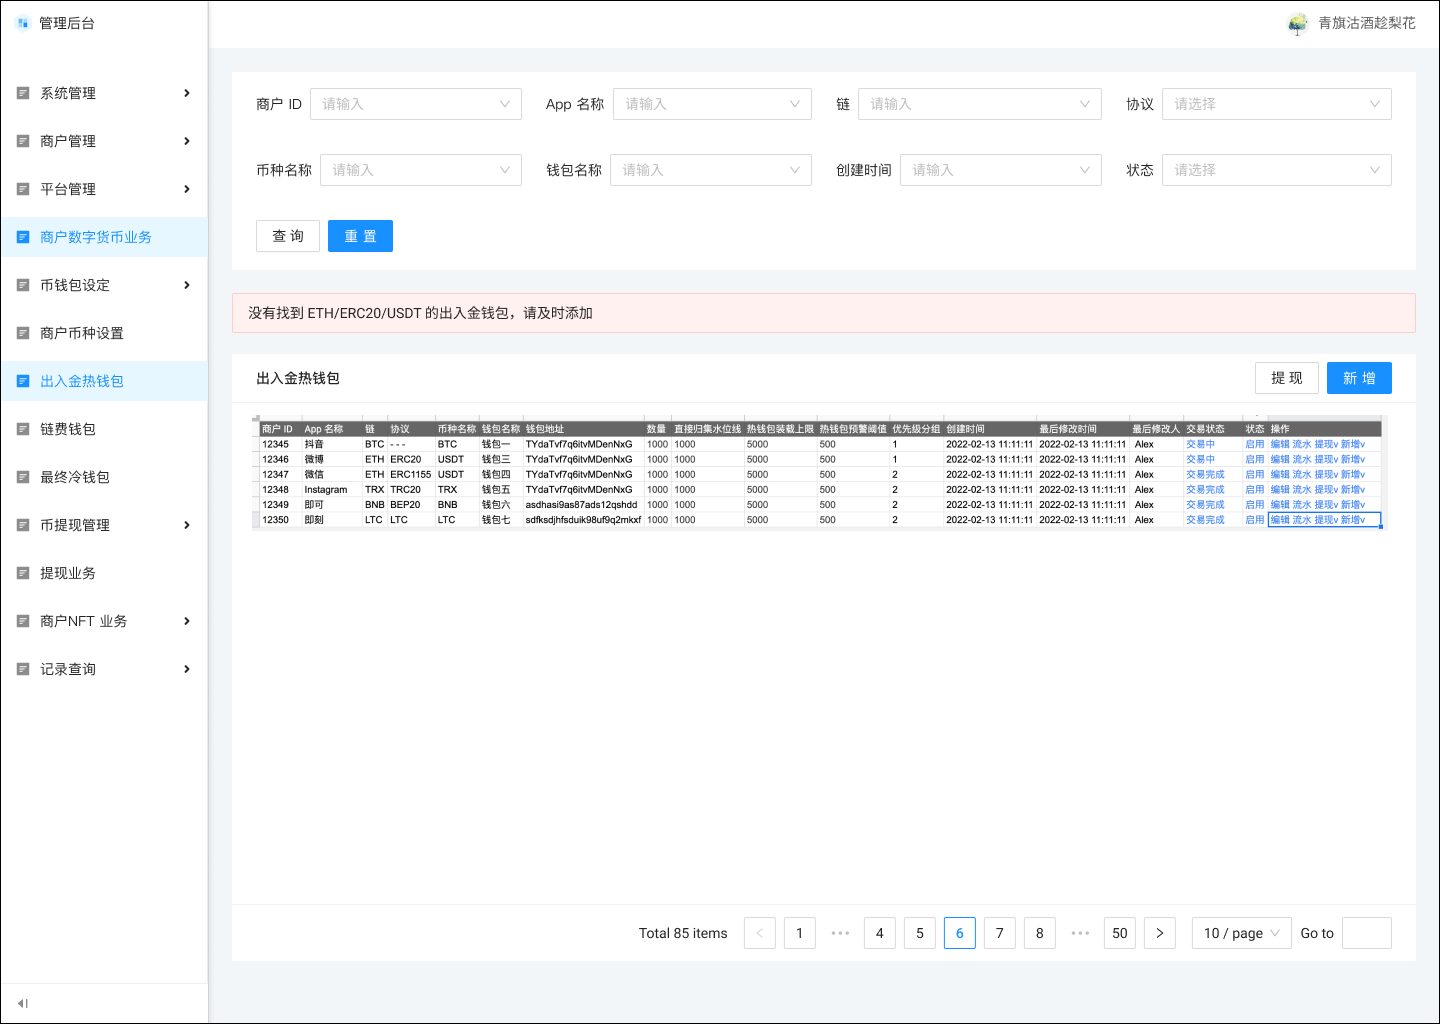 管理后台
青旗沽酒趁梨花
系统管理
商户管理
平台管理
商户数字货币业务
币钱包设定
商户币种设置
出入金热钱包
链费钱包
最终冷钱包
币提现管理
提现业务
商户NFT 业务
记录查询
商户 ID 请输入 App 名称 请输入 链 请输入 协议 请选择
币种名称 请输入 钱包名称 请输入 创建时间 请输入 状态 请选择
查 询 重 置
没有找到 ETH/ERC20/USDT 的出入金钱包，请及时添加
出入金热钱包 提 现 新 增
商户 ID App 名称 链 协议 币种名称 钱包名称 钱包地址 数量 直接归集水位线 热钱包装载上限 热钱包预警阈值 优先级分组 创建时间 最后修改时间 最后修改人 交易状态 状态 操作
12345 抖音 BTC - - - BTC 钱包一 TYdaTvf7q6itvMDenNxG 1000 1000 5000 500 1 2022-02-13 11:11:11 2022-02-13 11:11:11 Alex 交易中 启用 编辑 流水 提现v 新增v
12346 微博 ETH ERC20 USDT 钱包三 TYdaTvf7q6itvMDenNxG 1000 1000 5000 500 1 2022-02-13 11:11:11 2022-02-13 11:11:11 Alex 交易中 启用 编辑 流水 提现v 新增v
12347 微信 ETH ERC1155 USDT 钱包四 TYdaTvf7q6itvMDenNxG 1000 1000 5000 500 2 2022-02-13 11:11:11 2022-02-13 11:11:11 Alex 交易完成 启用 编辑 流水 提现v 新增v
12348 Instagram TRX TRC20 TRX 钱包五 TYdaTvf7q6itvMDenNxG 1000 1000 5000 500 2 2022-02-13 11:11:11 2022-02-13 11:11:11 Alex 交易完成 启用 编辑 流水 提现v 新增v
12349 即可 BNB BEP20 BNB 钱包六 asdhasi9as87ads12qshdd 1000 1000 5000 500 2 2022-02-13 11:11:11 2022-02-13 11:11:11 Alex 交易完成 启用 编辑 流水 提现v 新增v
12350 即刻 LTC LTC LTC 钱包七 sdfksdjhfsduik98uf9q2mkxf 1000 1000 5000 500 2 2022-02-13 11:11:11 2022-02-13 11:11:11 Alex 交易完成 启用 编辑 流水 提现v 新增v
Total 85 items < 1 ••• 4 5 6 7 8 ••• 50 > 10 / page Go to